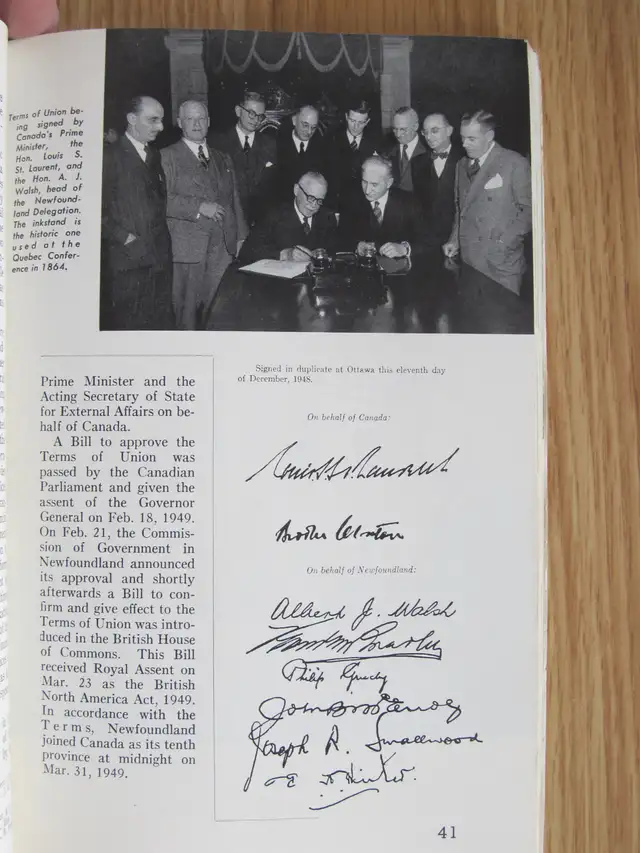 Terms of Union be-
ing signed by
Canada's Prime
Minister, the
Hon. Louis S.
St. Laurent, and
the Hon. A. J.
Walsh, head of
the Newfound-
land Delegation.
The inkstand is
the historic one
used at the
Quebec Confer-
ence in 1864.
Prime Minister and the
Acting Secretary of State
for External Affairs on be-
half of Canada.
A Bill to approve the
Terms of Union was
passed by the Canadian
Parliament and given the
assent of the Governor
General on Feb. 18, 1949.
On Feb. 21, the Commis-
sion of Government in
Newfoundland announced
its approval and shortly
afterwards a Bill to con-
firm and give effect to the
Terms of Union was intro-
duced in the British House
of Commons. This Bill
received Royal Assent on
Mar. 23 as the British
North America Act, 1949.
In accordance with the
Terms, Newfoundland
joined Canada as its tenth
province at midnight on
Mar. 31, 1949.
Signed in duplicate at Ottawa this eleventh day
of December, 1948.
On behalf of Canada:
Louis S. St. Laurent
Brooke Claxton
On behalf of Newfoundland:
Albert J. Walsh
F. Gordon Bradley
Philip Gruchy
John B. McEvoy
Joseph R. Smallwood
G. A. Winter
41